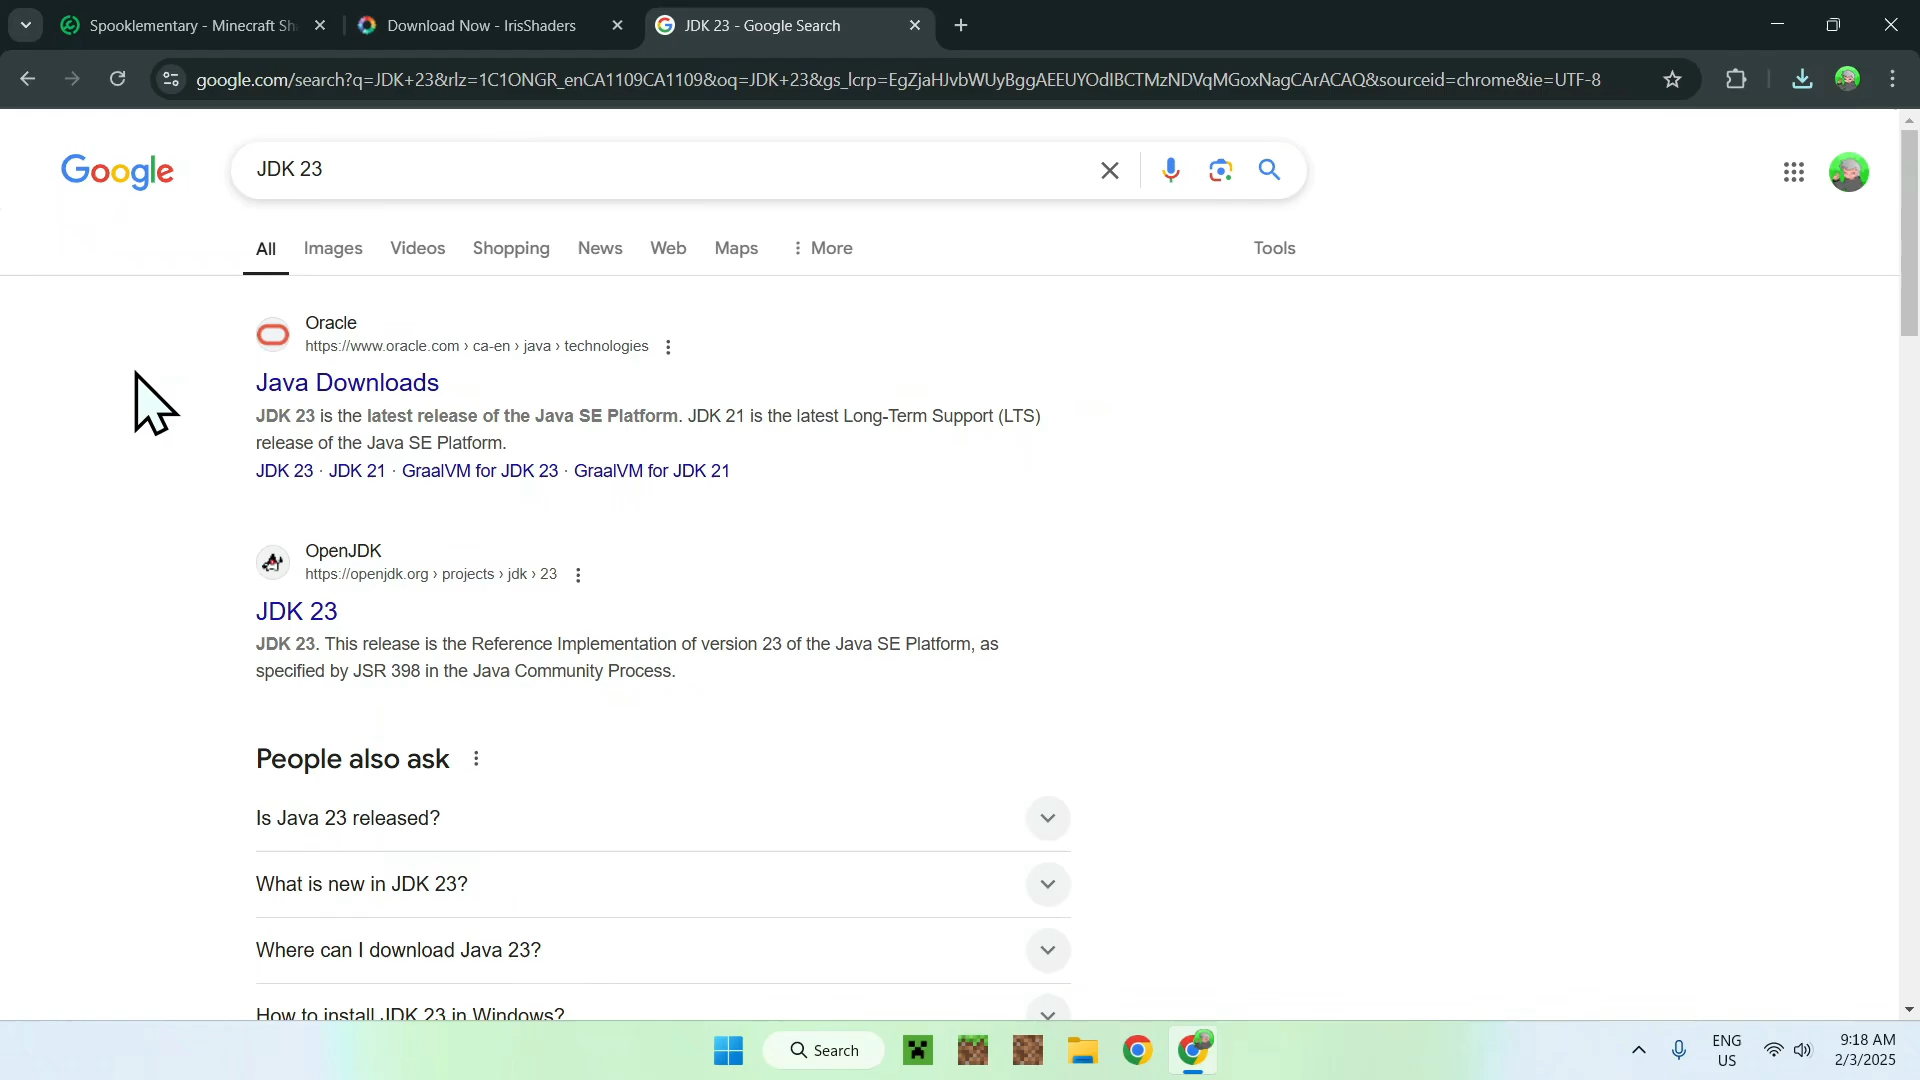 Spooklementary - Minecraft Sh
Download Now - IrisShaders
JDK 23 - Google Search
google.com/search?q=JDK+23&rlz=1C1ONGR_enCA1109CA1109&oq=JDK+23&gs_lcrp=EgZjaHJvbWUyBggAEEUYOdIBCTMzNDVqMGoxNagCArACAQ&sourceid=chrome&ie=UTF-8
Google
JDK 23
All Images Videos Shopping News Web Maps More Tools
Oracle
https://www.oracle.com › ca-en › java › technologies
Java Downloads
JDK 23 is the latest release of the Java SE Platform. JDK 21 is the latest Long-Term Support (LTS)
release of the Java SE Platform.
JDK 23 · JDK 21 · GraalVM for JDK 23 · GraalVM for JDK 21
OpenJDK
https://openjdk.org › projects › jdk › 23
JDK 23
JDK 23. This release is the Reference Implementation of version 23 of the Java SE Platform, as
specified by JSR 398 in the Java Community Process.
People also ask
Is Java 23 released?
What is new in JDK 23?
Where can I download Java 23?
How to install JDK 23 in Windows?
Search
ENG
US
9:18 AM
2/3/2025